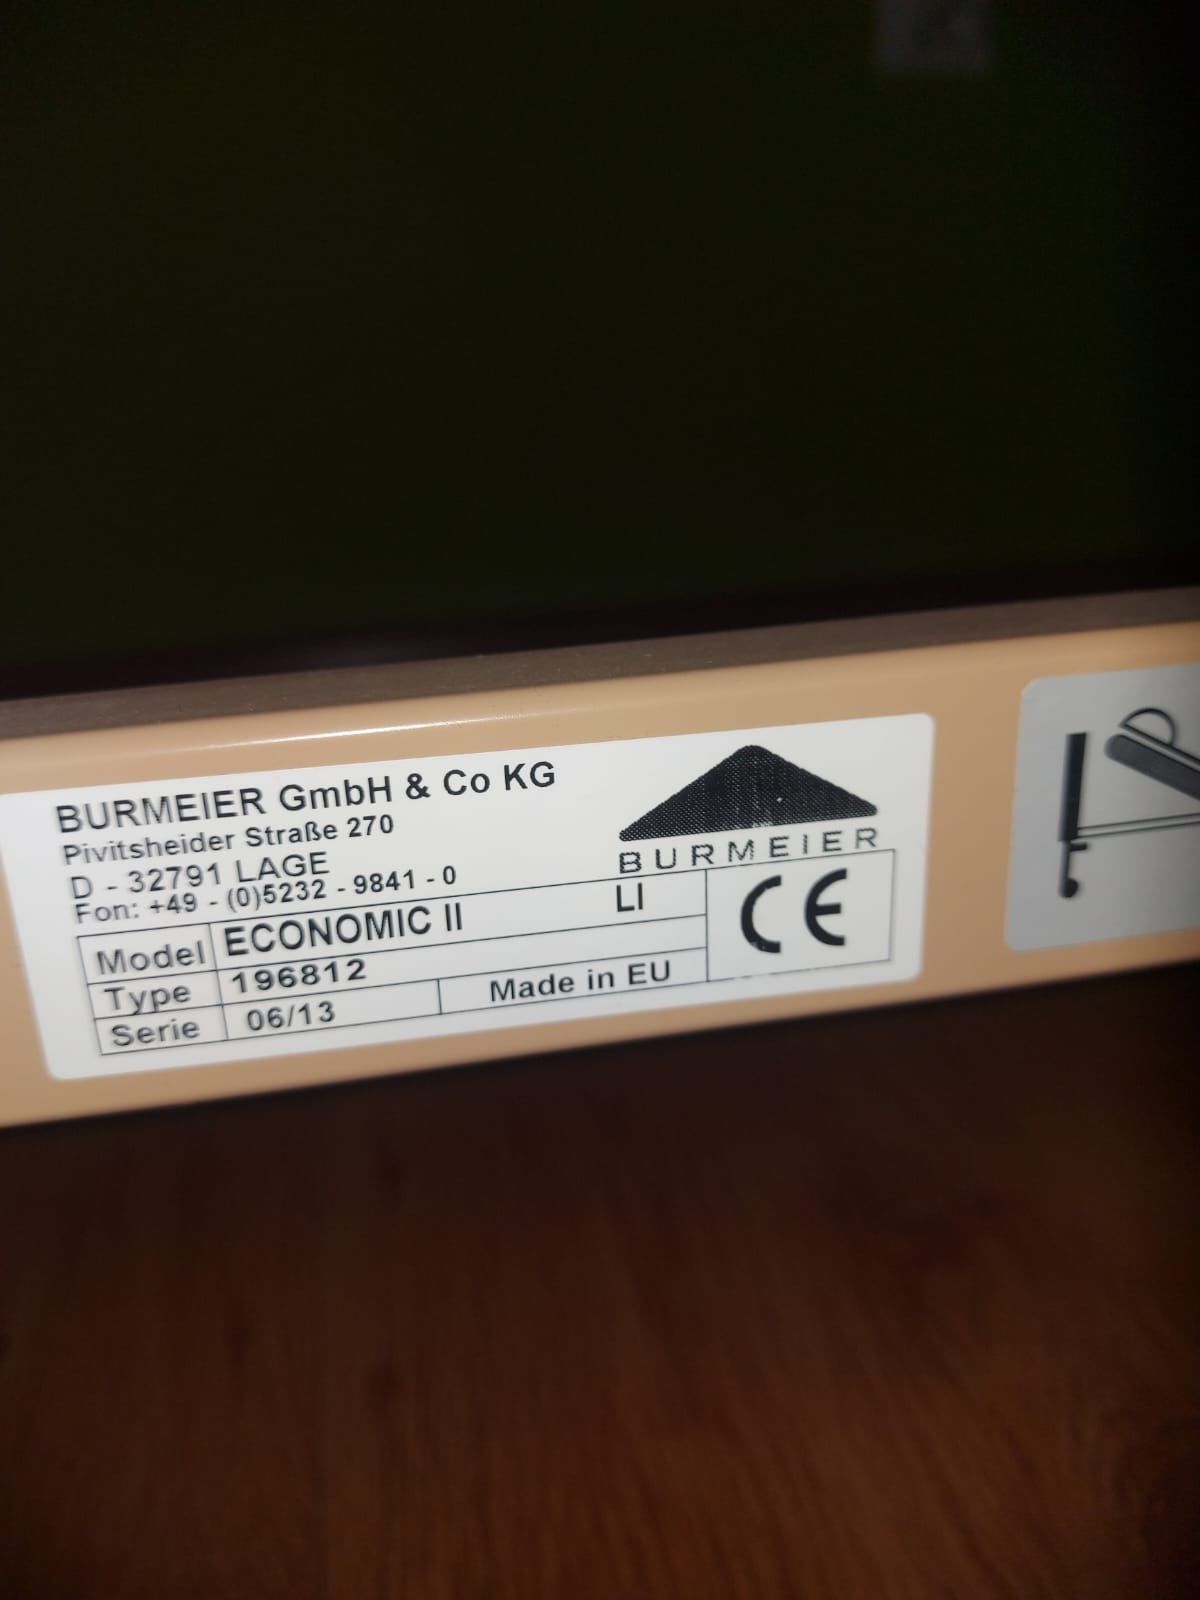 BURMEIER GmbH & Co KG
Pivitsheider Straße 270
D - 32791 LAGE
Fon: +49 - (0)5232 - 9841 - 0
BURMEIER
Model ECONOMIC II LI
Type 196812
Serie 06/13 Made in EU
CE